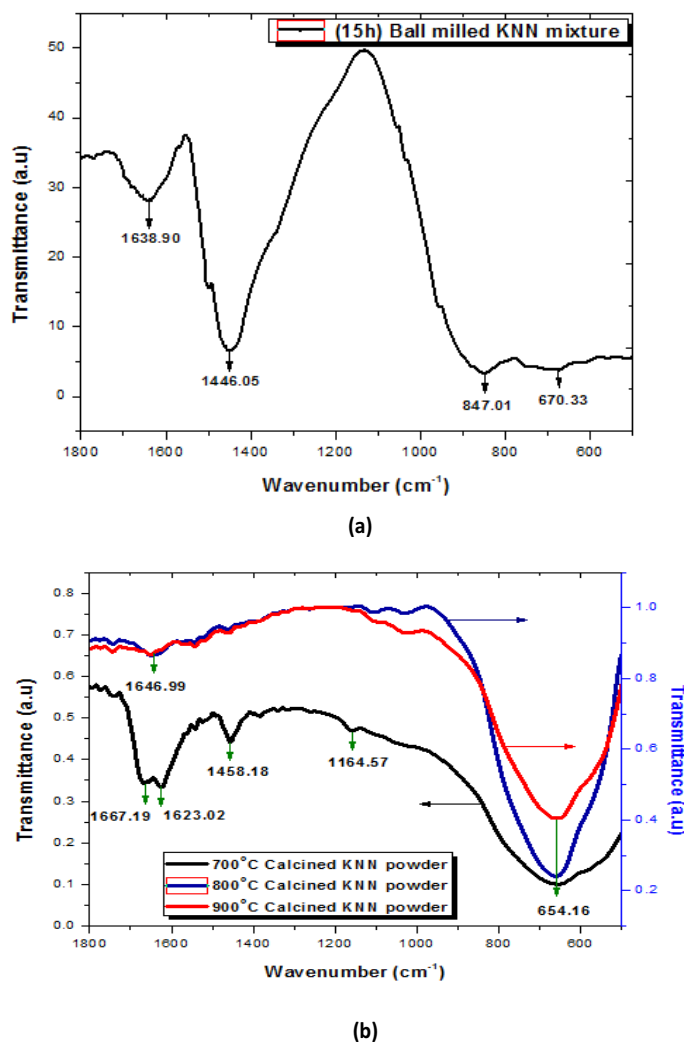 (15h) Ball milled KNN mixture
Transmittance (a.u)
50
40
30
20
10
0
1638.90
1446.05
847.01
670.33
1800 1600 1400 1200 1000 800 600
Wavenumber (cm⁻¹)
(a)
Transmittance (a.u)
0.8
0.7
0.6
0.5
0.4
0.3
0.2
0.1
0.0
1.0
0.8
0.6
0.4
0.2
Transmittance (a.u)
1646.99
1458.18
1164.57
1667.19
1623.02
700°C Calcined KNN powder
800°C Calcined KNN powder
900°C Calcined KNN powder
654.16
1800 1600 1400 1200 1000 800 600
Wavenumber (cm⁻¹)
(b)